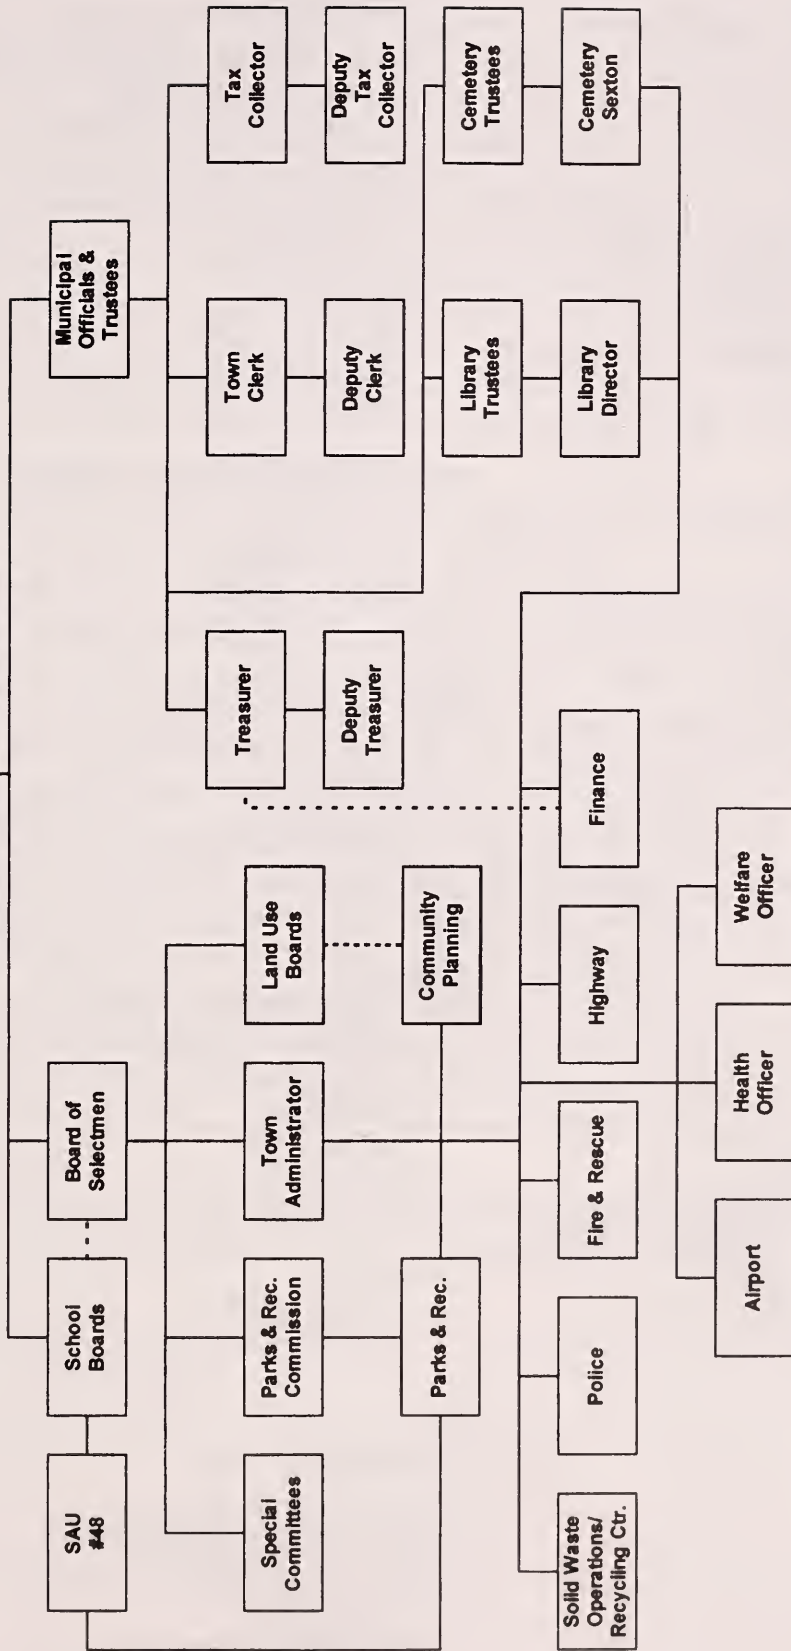 SAU
#48
School
Boards
Board of
Selectmen
Municipal
Officials &
Trustees
Special
Committees
Parks & Rec.
Commission
Town
Administrator
Land Use
Boards
Treasurer
Town
Clerk
Tax
Collector
Deputy
Treasurer
Deputy
Clerk
Deputy
Tax
Collector
Parks & Rec.
Community
Planning
Library
Trustees
Cemetery
Trustees
Solid Waste
Operations/
Recycling Ctr.
Police
Fire & Rescue
Highway
Finance
Library
Director
Cemetery
Sexton
Airport
Health
Officer
Welfare
Officer